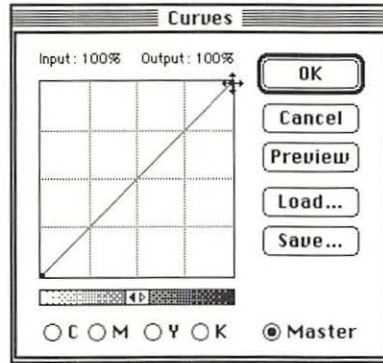 Curves
Input: 100% Output: 100%
OK
Cancel
Preview
Load...
Save...
C M Y K Master